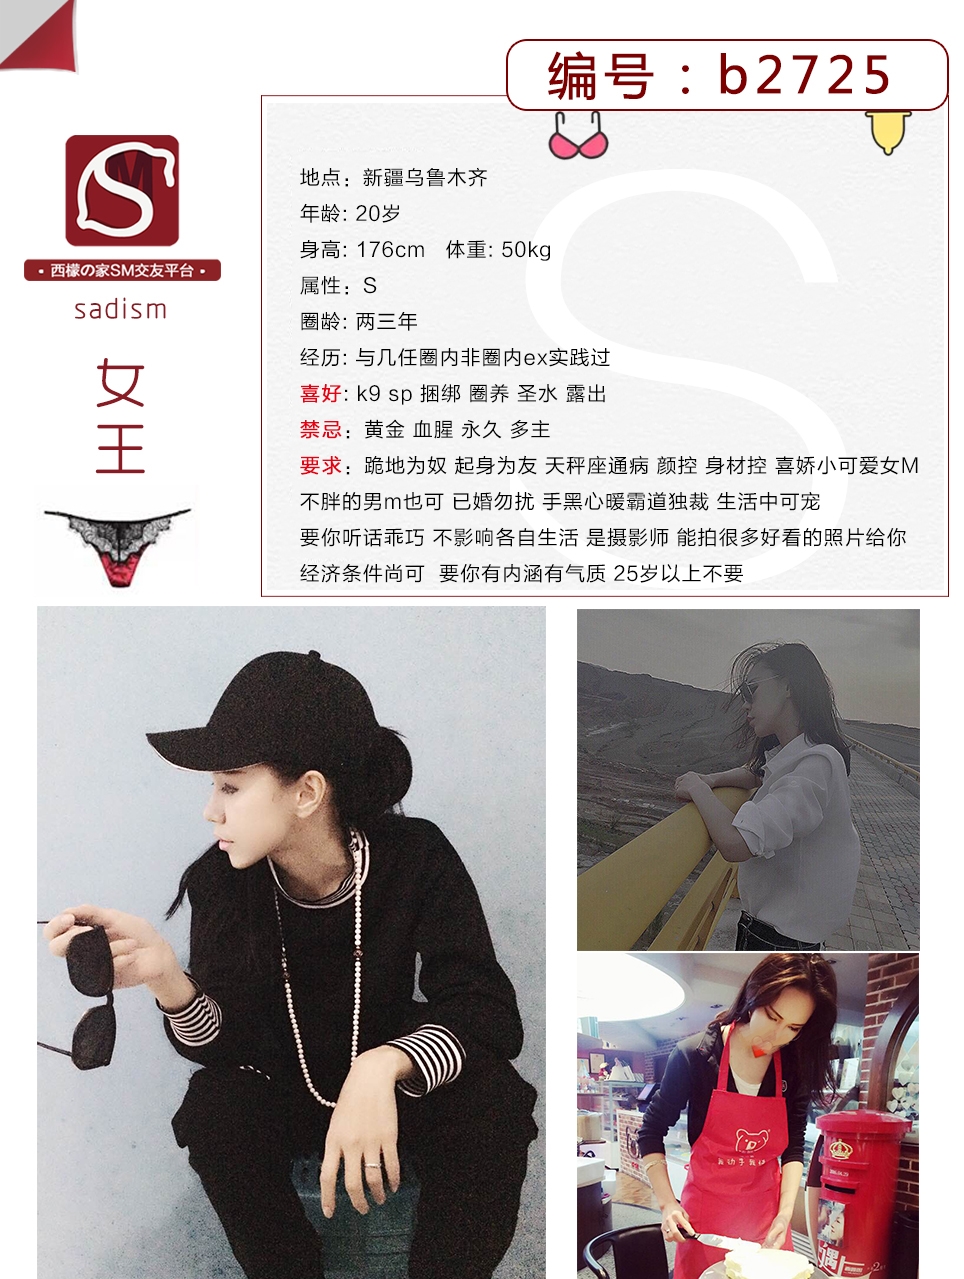 编号：b2725
SM
·西檬の家SM交友平台·
sadism
女
王
S
地点：新疆乌鲁木齐
年龄: 20岁
身高: 176cm 体重: 50kg
属性：S
圈龄: 两三年
经历: 与几任圈内非圈内ex实践过
喜好: k9 sp 捆绑 圈养 圣水 露出
禁忌：黄金 血腥 永久 多主
要求：跪地为奴 起身为友 天秤座通病 颜控 身材控 喜娇小可爱女M
不胖的男m也可 已婚勿扰 手黑心暖霸道独裁 生活中可宠
要你听话乖巧 不影响各自生活 是摄影师 能拍很多好看的照片给你
经济条件尚可 要你有内涵有气质 25岁以上不要